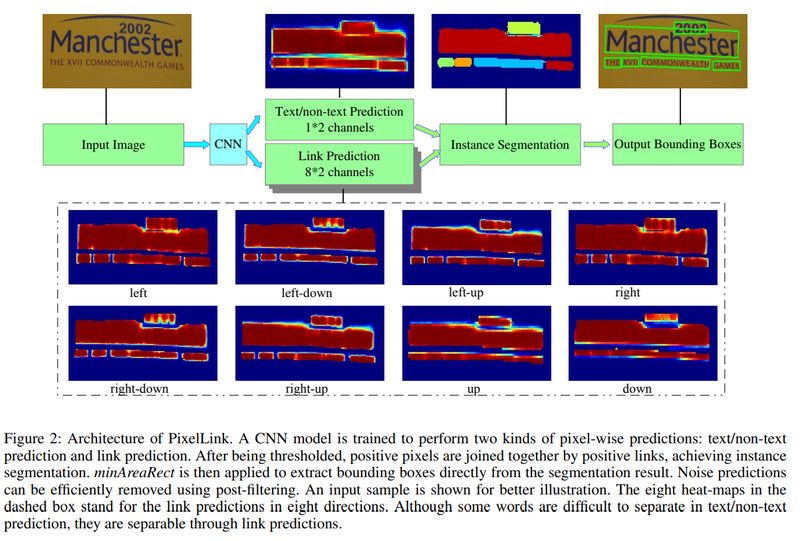 2002
Manchester
THE XVII COMMONWEALTH GAMES
2002
Manchester
THE XVII COMMONWEALTH GAMES
Input Image
CNN
Text/non-text Prediction
1*2 channels
Link Prediction
8*2 channels
Instance Segmentation
Output Bounding Boxes
left
left-down
left-up
right
right-down
right-up
up
down
Figure 2: Architecture of PixelLink. A CNN model is trained to perform two kinds of pixel-wise predictions: text/non-text
prediction and link prediction. After being thresholded, positive pixels are joined together by positive links, achieving instance
segmentation. minAreaRect is then applied to extract bounding boxes directly from the segmentation result. Noise predictions
can be efficiently removed using post-filtering. An input sample is shown for better illustration. The eight heat-maps in the
dashed box stand for the link predictions in eight directions. Although some words are difficult to separate in text/non-text
prediction, they are separable through link predictions.